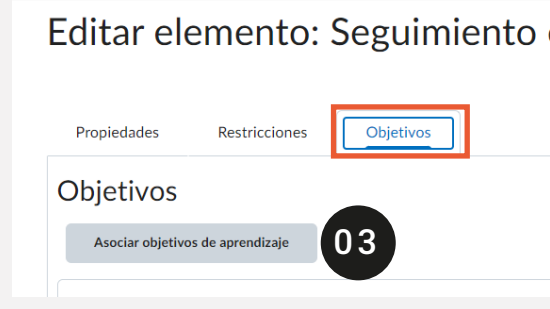 Editar elemento: Seguimiento
Propiedades Restricciones Objetivos
Objetivos
Asociar objetivos de aprendizaje 03